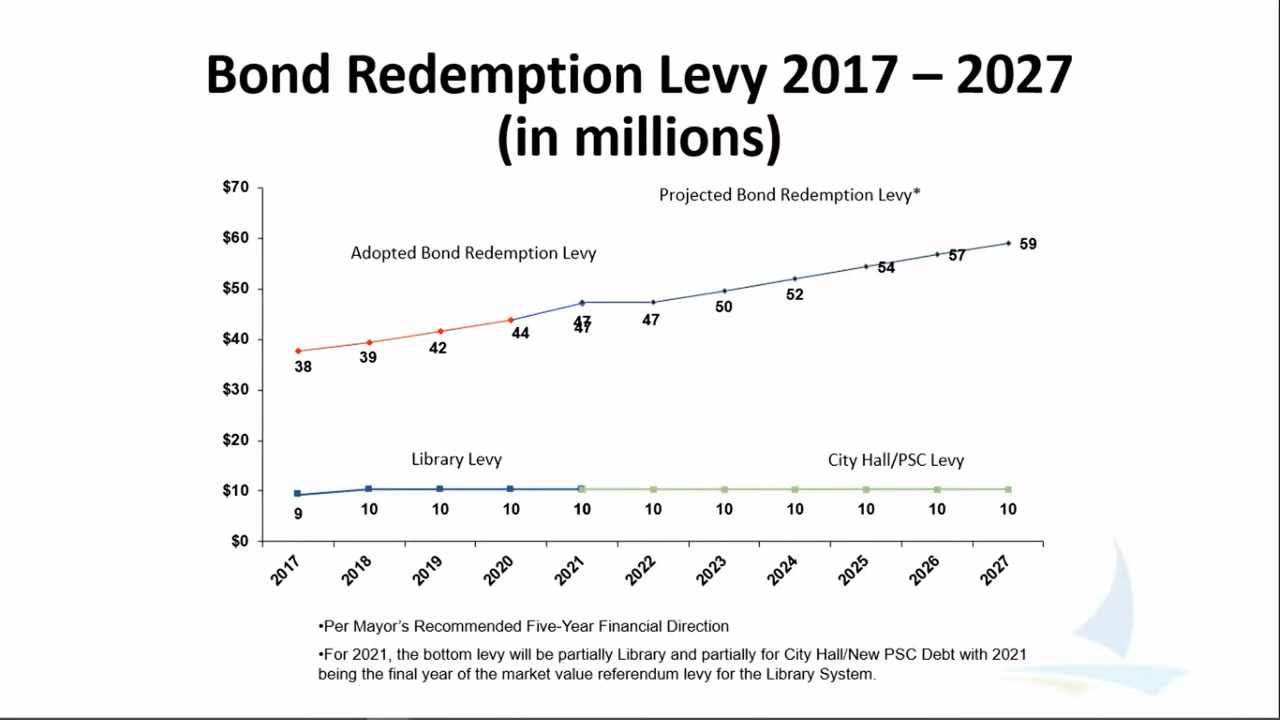 Bond Redemption Levy 2017 – 2027
(in millions)
$70
Projected Bond Redemption Levy*
$60
59
57
Adopted Bond Redemption Levy
54
$50
52
50
47
47
47
44
$40
42
39
38
$30
$20
Library Levy
City Hall/PSC Levy
$10
9 10 10 10 10 10 10 10 10 10 10
$0
2017 2018 2019 2020 2021 2022 2023 2024 2025 2026 2027
•Per Mayor's Recommended Five-Year Financial Direction
•For 2021, the bottom levy will be partially Library and partially for City Hall/New PSC Debt with 2021
being the final year of the market value referendum levy for the Library System.